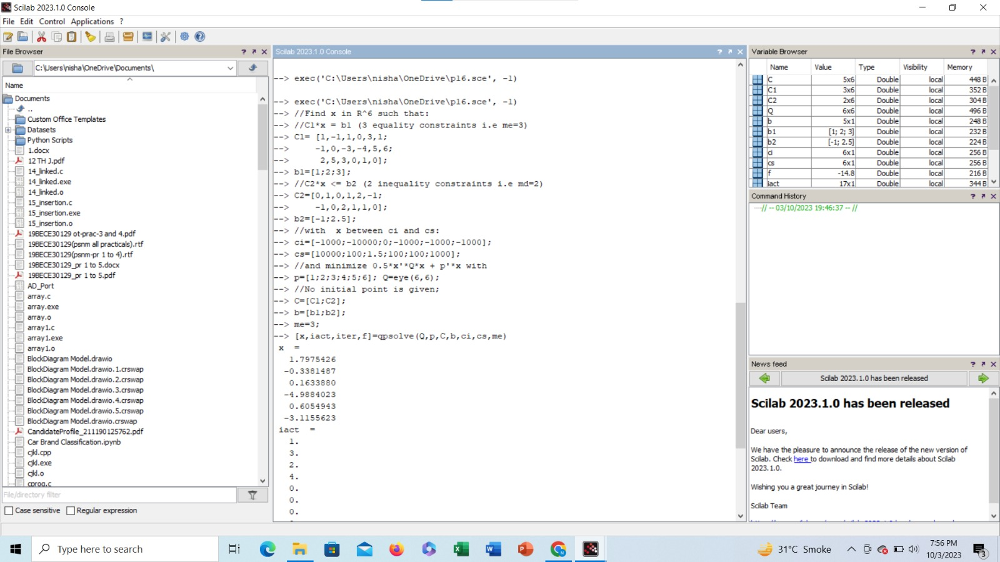 Scilab 2023.1.0 Console
File Edit Control Applications ?
File Browser ? ↗ X
C:\Users\nisha\OneDrive\Documents\
Name
Documents
..
Custom Office Templates
Datasets
Python Scripts
1.docx
12 TH J.pdf
14_linked.c
14_linked.exe
14_linked.o
15_insertion.c
15_insertion.exe
15_insertion.o
19BECE30129 ot-prac-3 and 4.pdf
19BECE30129(psnm all practicals).rtf
19BECE30129(psnm-pr 1 to 4).rtf
19BECE30129_pr 1 to 5.docx
19BECE30129_pr 1 to 5.pdf
AD_Port
array.c
array.exe
array.o
array1.c
array1.exe
array1.o
BlockDiagram Model.drawio
BlockDiagram Model.drawio.1.crswap
BlockDiagram Model.drawio.2.crswap
BlockDiagram Model.drawio.3.crswap
BlockDiagram Model.drawio.4.crswap
BlockDiagram Model.drawio.5.crswap
BlockDiagram Model.drawio.crswap
CandidateProfile_211190125762.pdf
Car Brand Classification.ipynb
cjkl.cpp
cjkl.exe
cjkl.o
cprog.c
File/directory filter
Case sensitive Regular expression
Scilab 2023.1.0 Console ? ↗ X
--> exec('C:\Users\nisha\OneDrive\p16.sce', -1)
--> exec('C:\Users\nisha\OneDrive\p16.sce', -1)
--> //Find x in R^6 such that:
--> //C1*x = b1 (3 equality constraints i.e me=3)
--> C1= [1,-1,1,0,3,1;
--> -1,0,-3,-4,5,6;
--> 2,5,3,0,1,0];
--> b1=[1;2;3];
--> //C2*x <= b2 (2 inequality constraints i.e md=2)
--> C2=[0,1,0,1,2,-1;
--> -1,0,2,1,1,0];
--> b2=[-1;2.5];
--> //with x between ci and cs:
--> ci=[-1000;-10000;0;-1000;-1000;-1000];
--> cs=[10000;100;1.5;100;100;1000];
--> //and minimize 0.5*x'*Q*x + p'*x with
--> p=[1;2;3;4;5;6]; Q=eye(6,6);
--> //No initial point is given;
--> C=[C1;C2];
--> b=[b1;b2];
--> me=3;
--> [x,iact,iter,f]=qpsolve(Q,p,C,b,ci,cs,me)
x =
1.7975426
-0.3381487
0.1633880
-4.9884023
0.6054943
-3.1155623
iact =
1.
3.
2.
4.
0.
0.
0.
Variable Browser ? ↗ X
Name Value Type Visibility Memory
C 5x6 Double local 448 B
C1 3x6 Double local 352 B
C2 2x6 Double local 304 B
Q 6x6 Double local 496 B
b 5x1 Double local 248 B
b1 [1; 2; 3] Double local 232 B
b2 [-1; 2.5] Double local 224 B
ci 6x1 Double local 256 B
cs 6x1 Double local 256 B
f -14.8 Double local 216 B
iact 17x1 Double local 344 B
Command History ? ↗ X
// -- 03/10/2023 19:46:37 -- //
News feed ? ↗ X
Scilab 2023.1.0 has been released
Scilab 2023.1.0 has been released
Dear users,
We have the pleasure to announce the release of the new version of
Scilab. Check here to download and find more details about Scilab
2023.1.0.
Wishing you a great journey in Scilab!
Scilab Team
Type here to search
31°C Smoke
7:56 PM
10/3/2023
3